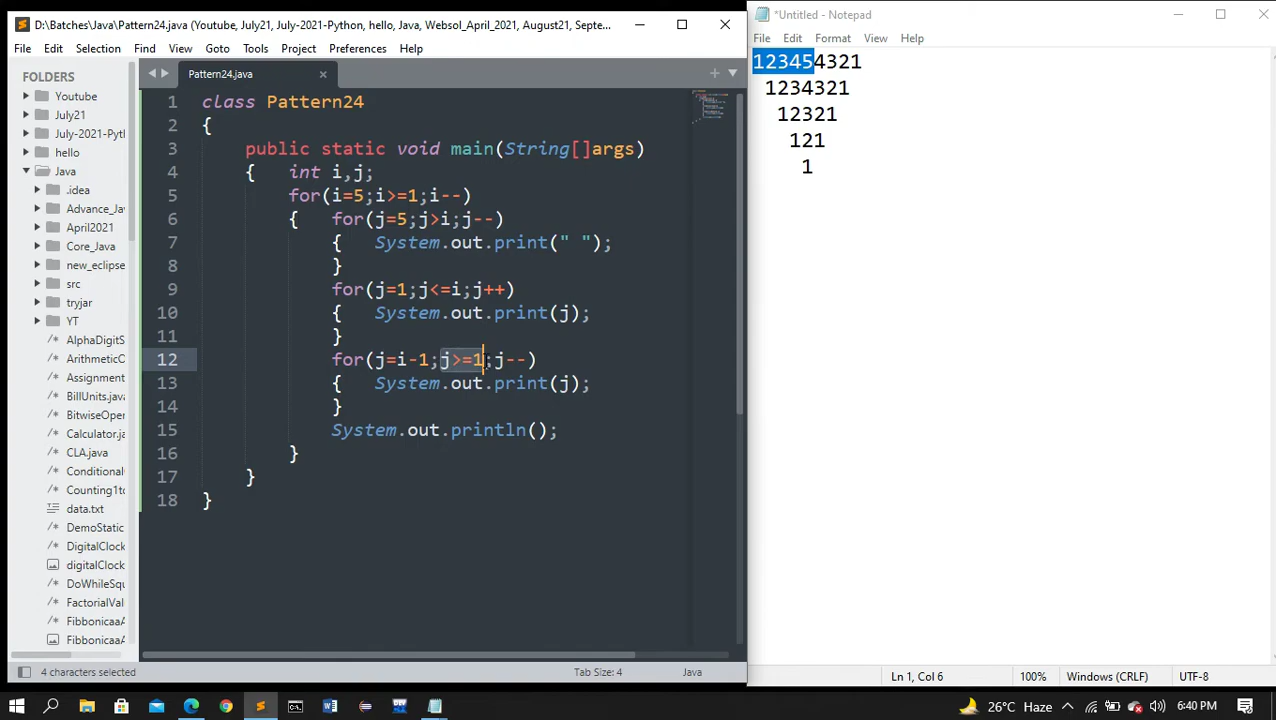 D:\Batches\Java\Pattern24.java (Youtube, July21, July-2021-Python, hello, Java, Websol_April_2021, August21, Septe...
File Edit Selection Find View Goto Tools Project Preferences Help
FOLDERS
Youtube
July21
July-2021-Pytl
hello
Java
.idea
Advance_Ja
April2021
Core_Java
new_eclipse
src
tryjar
YT
AlphaDigitS
ArithmeticC
Assignment
BillUnits.java
BitwiseOper
Calculator.ja
CLA.java
Conditional
Counting1to
data.txt
DemoStatic
DigitalClock
digitalClock
DoWhileSqu
FactorialVal
FibbonicaaA
FibbonicaaA
Pattern24.java
1 class Pattern24
2 {
3 public static void main(String[]args)
4 { int i,j;
5 for(i=5;i>=1;i--)
6 { for(j=5;j>i;j--)
7 { System.out.print(" ");
8 }
9 for(j=1;j<=i;j++)
10 { System.out.print(j);
11 }
12 for(j=i-1;j>=1;j--)
13 { System.out.print(j);
14 }
15 System.out.println();
16 }
17 }
18 }
4 characters selected Tab Size: 4 Java
*Untitled - Notepad
File Edit Format View Help
123454321
1234321
12321
121
1
Ln 1, Col 6 100% Windows (CRLF) UTF-8
26°C Haze 6:40 PM